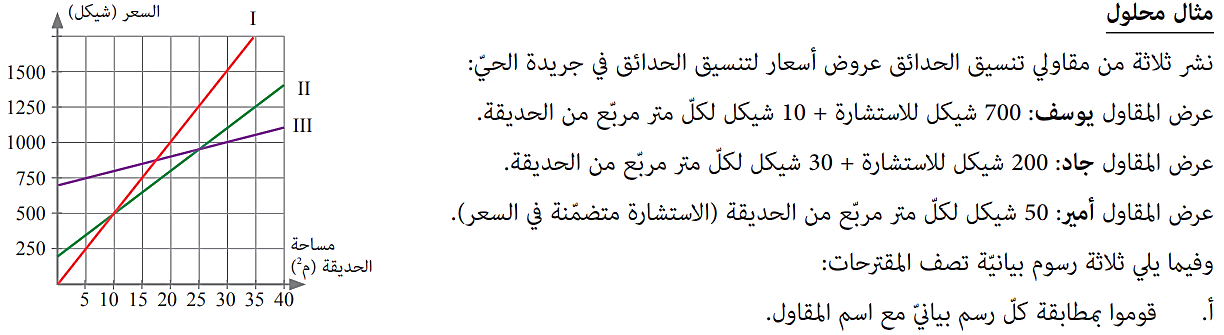 مثال محلول
نشر ثلاثة من مقاولي تنسيق الحدائق عروض أسعار لتنسيق الحدائق في جريدة الحيّ:
عرض المقاول يوسف: 700 شيكل للاستشارة + 10 شيكل لكلّ متر مربّع من الحديقة.
عرض المقاول جاد: 200 شيكل للاستشارة + 30 شيكل لكلّ متر مربّع من الحديقة.
عرض المقاول أمير: 50 شيكل لكلّ متر مربّع من الحديقة (الاستشارة متضمّنة في السعر).
وفيما يلي ثلاثة رسوم بيانيّة تصف المقترحات:
أ. قوموا بمطابقة كلّ رسم بيانيّ مع اسم المقاول.
السعر (شيكل)
I
II
III
1500
1250
1000
750
500
250
مساحة
الحديقة (م²)
5 10 15 20 25 30 35 40